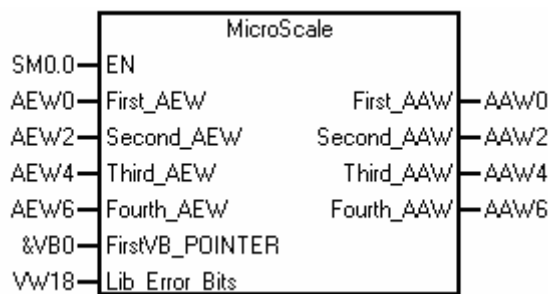 MicroScale
SM0.0 EN
AEW0 First_AEW First_AAW AAW0
AEW2 Second_AEW Second_AAW AAW2
AEW4 Third_AEW Third_AAW AAW4
AEW6 Fourth_AEW Fourth_AAW AAW6
&VB0 FirstVB_POINTER
VW18 Lib_Error_Bits